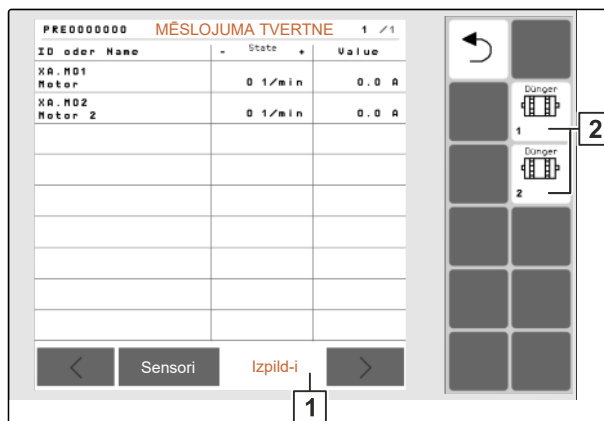 PRE0000000 MĒSLOJUMA TVERTNE 1 /1
ID oder Name - State + Value
XA.M01
Motor 0 1/min 0.0 A
XA.M02
Motor 2 0 1/min 0.0 A
Sensori Izpild-i
1
Dünger
1
Dünger
2
2